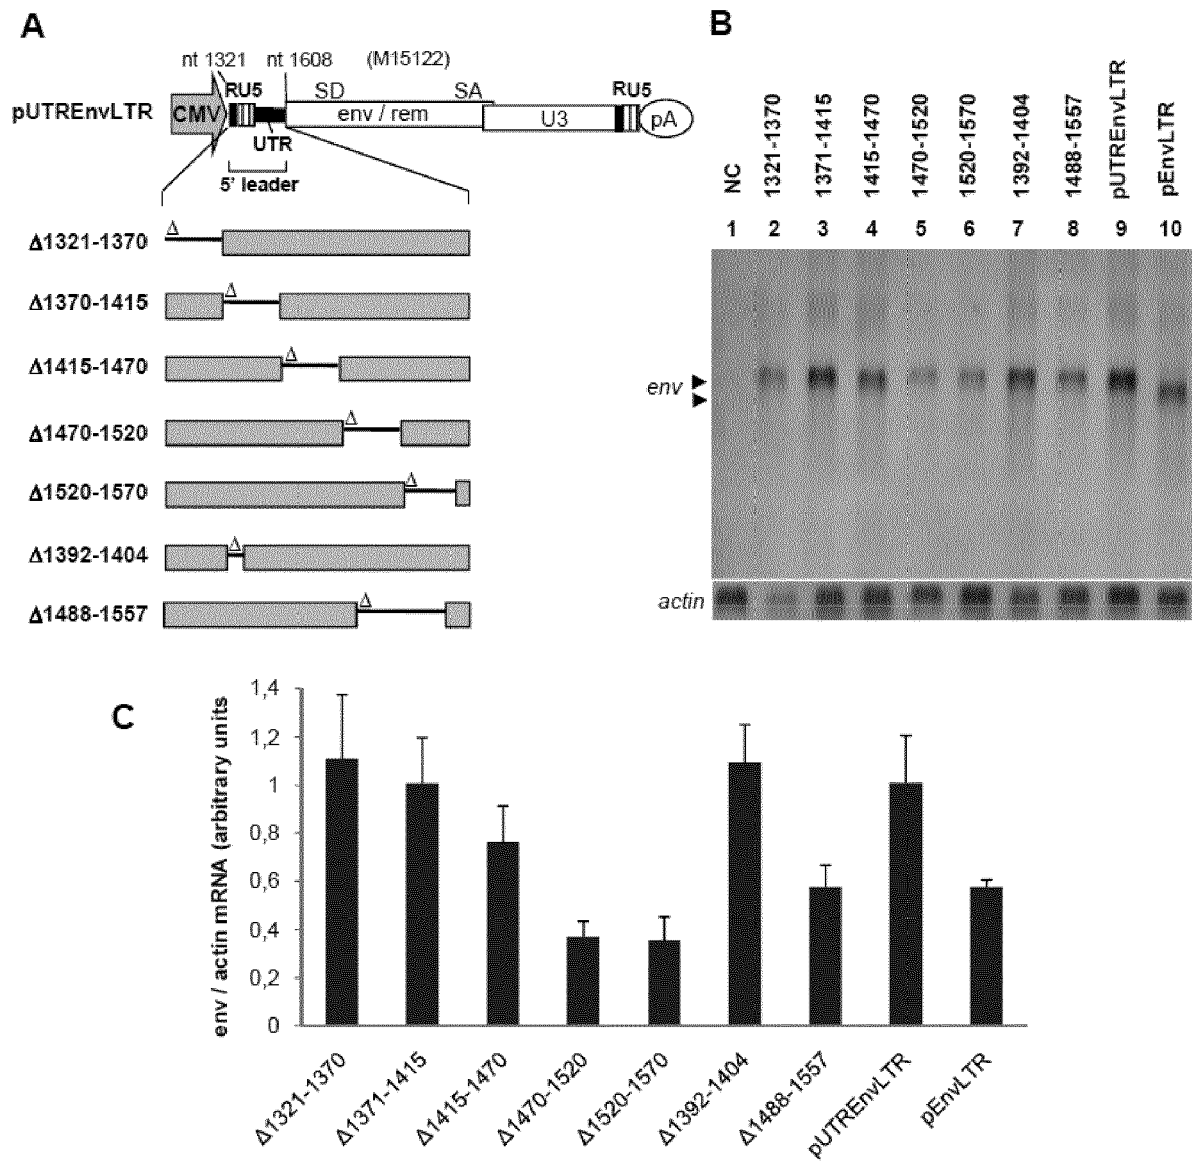 A
nt 1321 nt 1608 (M15122)
RU5 SD SA RU5
pUTREnvLTR CMV env / rem U3 pA
UTR
5' leader
Δ
Δ1321-1370
Δ
Δ1370-1415
Δ
Δ1415-1470
Δ
Δ1470-1520
Δ
Δ1520-1570
Δ
Δ1392-1404
Δ
Δ1488-1557
B
NC 1321-1370 1371-1415 1415-1470 1470-1520 1520-1570 1392-1404 1488-1557 pUTREnvLTR pEnvLTR
1 2 3 4 5 6 7 8 9 10
env
actin
C
env / actin mRNA (arbitrary units
1,4
1,2
1
0,8
0,6
0,4
0,2
0
Δ1321-1370 Δ1371-1415 Δ1415-1470 Δ1470-1520 Δ1520-1570 Δ1392-1404 Δ1488-1557 pUTREnvLTR pEnvLTR